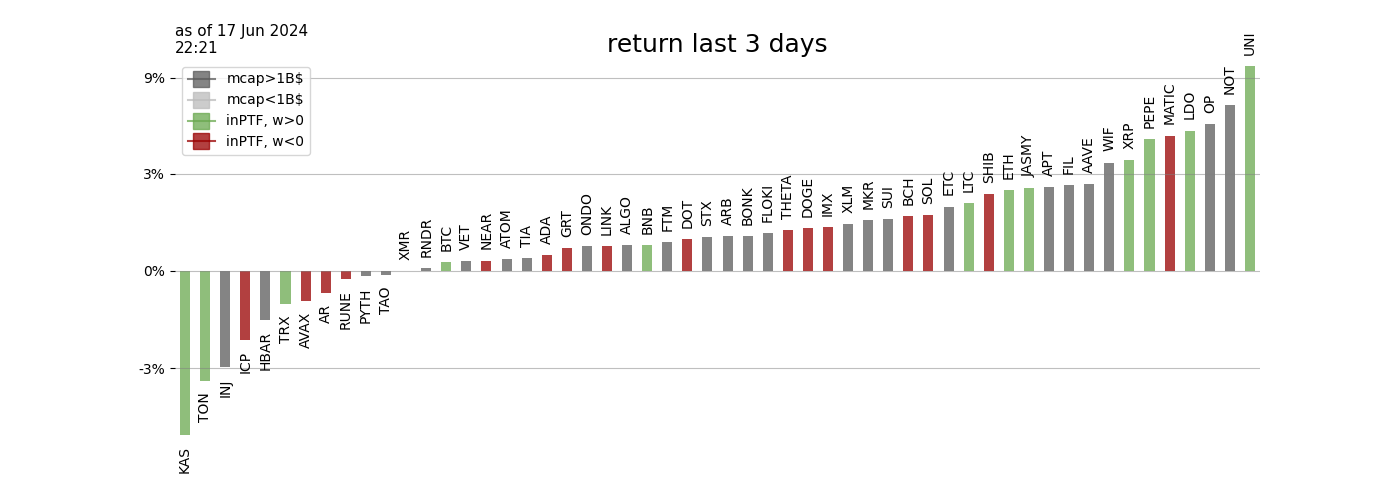 as of 17 Jun 2024
22:21
return last 3 days
mcap>1B$
mcap<1B$
inPTF, w>0
inPTF, w<0
9%
3%
0%
-3%
KAS
TON
INJ
ICP
HBAR
TRX
AVAX
AR
RUNE
PYTH
TAO
XMR
RNDR
BTC
VET
NEAR
ATOM
TIA
ADA
GRT
ONDO
LINK
ALGO
BNB
FTM
DOT
STX
ARB
BONK
FLOKI
THETA
DOGE
IMX
XLM
MKR
SUI
BCH
SOL
ETC
LTC
SHIB
ETH
JASMY
APT
FIL
AAVE
WIF
XRP
PEPE
MATIC
LDO
OP
NOT
UNI